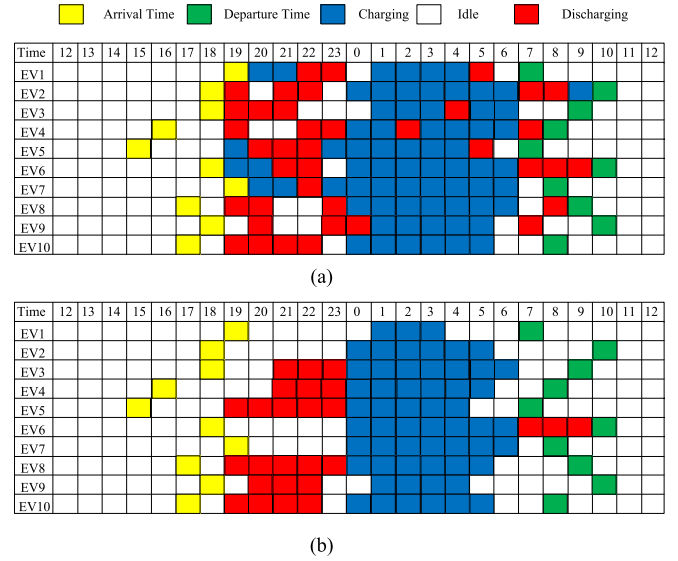 Arrival Time Departure Time Charging Idle Discharging
Time 12 13 14 15 16 17 18 19 20 21 22 23 0 1 2 3 4 5 6 7 8 9 10 11 12
EV1
EV2
EV3
EV4
EV5
EV6
EV7
EV8
EV9
EV10
(a)
Time 12 13 14 15 16 17 18 19 20 21 22 23 0 1 2 3 4 5 6 7 8 9 10 11 12
EV1
EV2
EV3
EV4
EV5
EV6
EV7
EV8
EV9
EV10
(b)